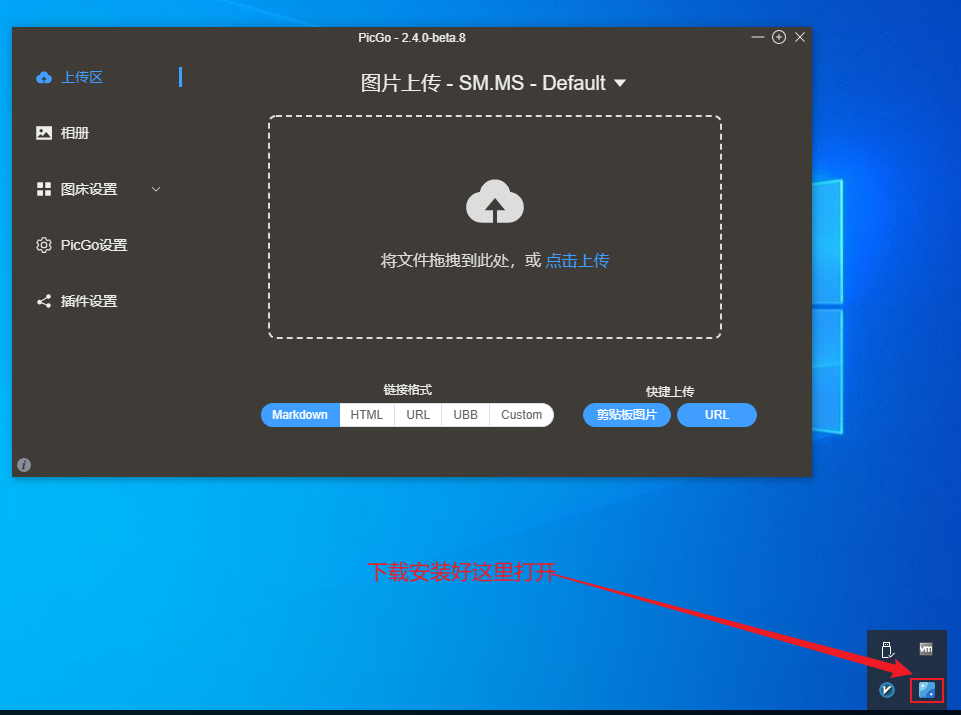 PicGo - 2.4.0-beta.8
上传区
图片上传 - SM.MS - Default
相册
图床设置
PicGo设置
插件设置
将文件拖拽到此处，或 点击上传
链接格式
快捷上传
Markdown HTML URL UBB Custom
剪贴板图片 URL
下载安装好这里打开
vm